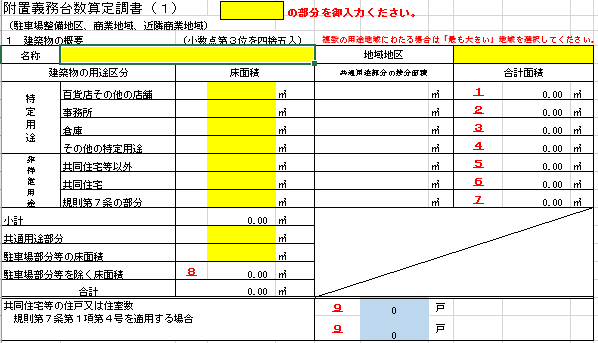 附置義務台数算定調書（１）
の部分を御入力ください。
（駐車場整備地区、商業地域、近隣商業地域）
１　建築物の概要　（小数点第３位を四捨五入）　複数の用途地域にわたる場合は「最も大きい」地域を選択してください。
名称　地域地区
建築物の用途区分　床面積　共通用途部分の按分面積　合計面積
特定用途
百貨店その他の店舗　㎡　㎡　1　0.00　㎡
事務所　㎡　㎡　2　0.00　㎡
倉庫　㎡　㎡　3　0.00　㎡
その他の特定用途　㎡　㎡　4　0.00　㎡
非特定用途
共同住宅等以外　㎡　㎡　5　0.00　㎡
共同住宅　㎡　㎡　6　0.00　㎡
規則第７条の部分　㎡　㎡　7　0.00　㎡
小計　0.00　㎡
共通用途部分　㎡
駐車場部分等の床面積　㎡
駐車場部分等を除く床面積　8　0.00　㎡
合計　0.00　㎡
共同住宅等の住戸又は住室数　9　0　戸
規則第７条第１項第４号を適用する場合　9　0　戸